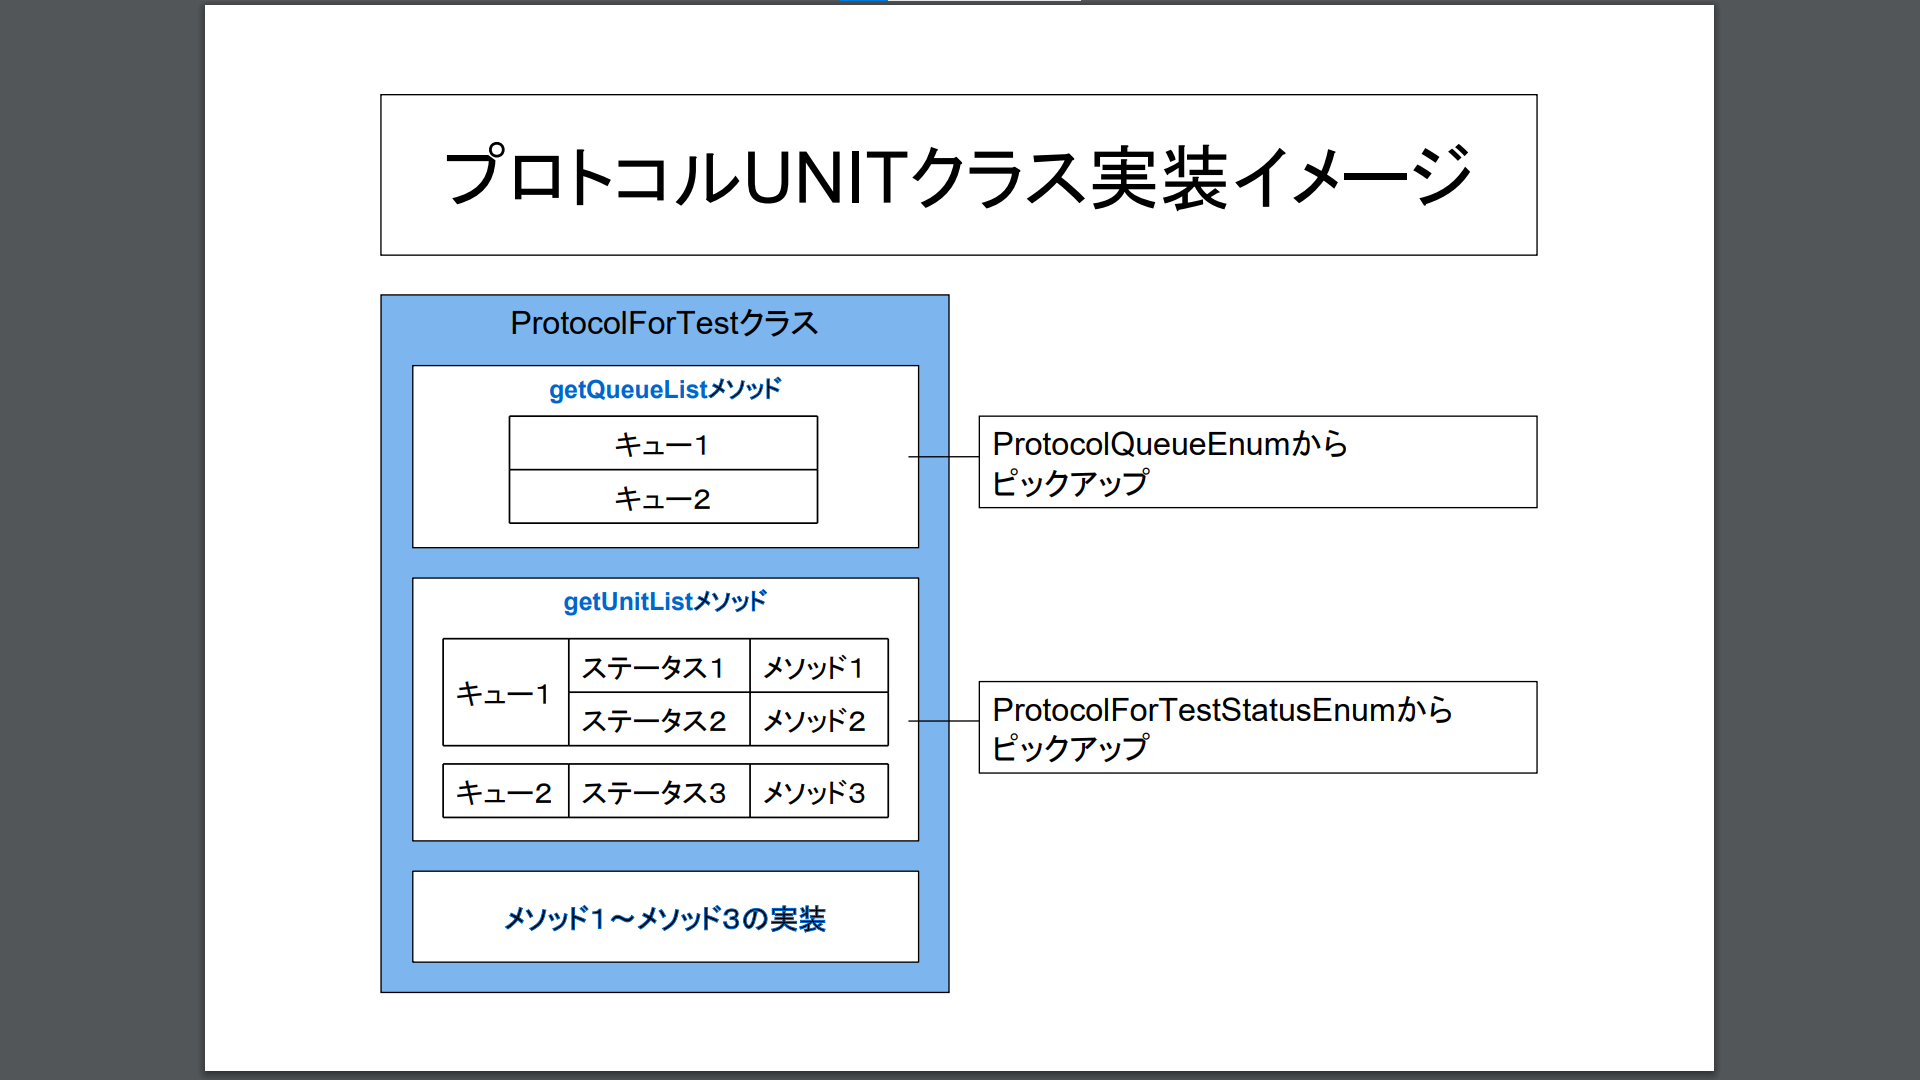 プロトコルUNITクラス実装イメージ
ProtocolForTestクラス
getQueueListメソッド
キュー1
キュー2
ProtocolQueueEnumから
ピックアップ
getUnitListメソッド
キュー1 ステータス1 メソッド1
ステータス2 メソッド2
キュー2 ステータス3 メソッド3
ProtocolForTestStatusEnumから
ピックアップ
メソッド1～メソッド3の実装